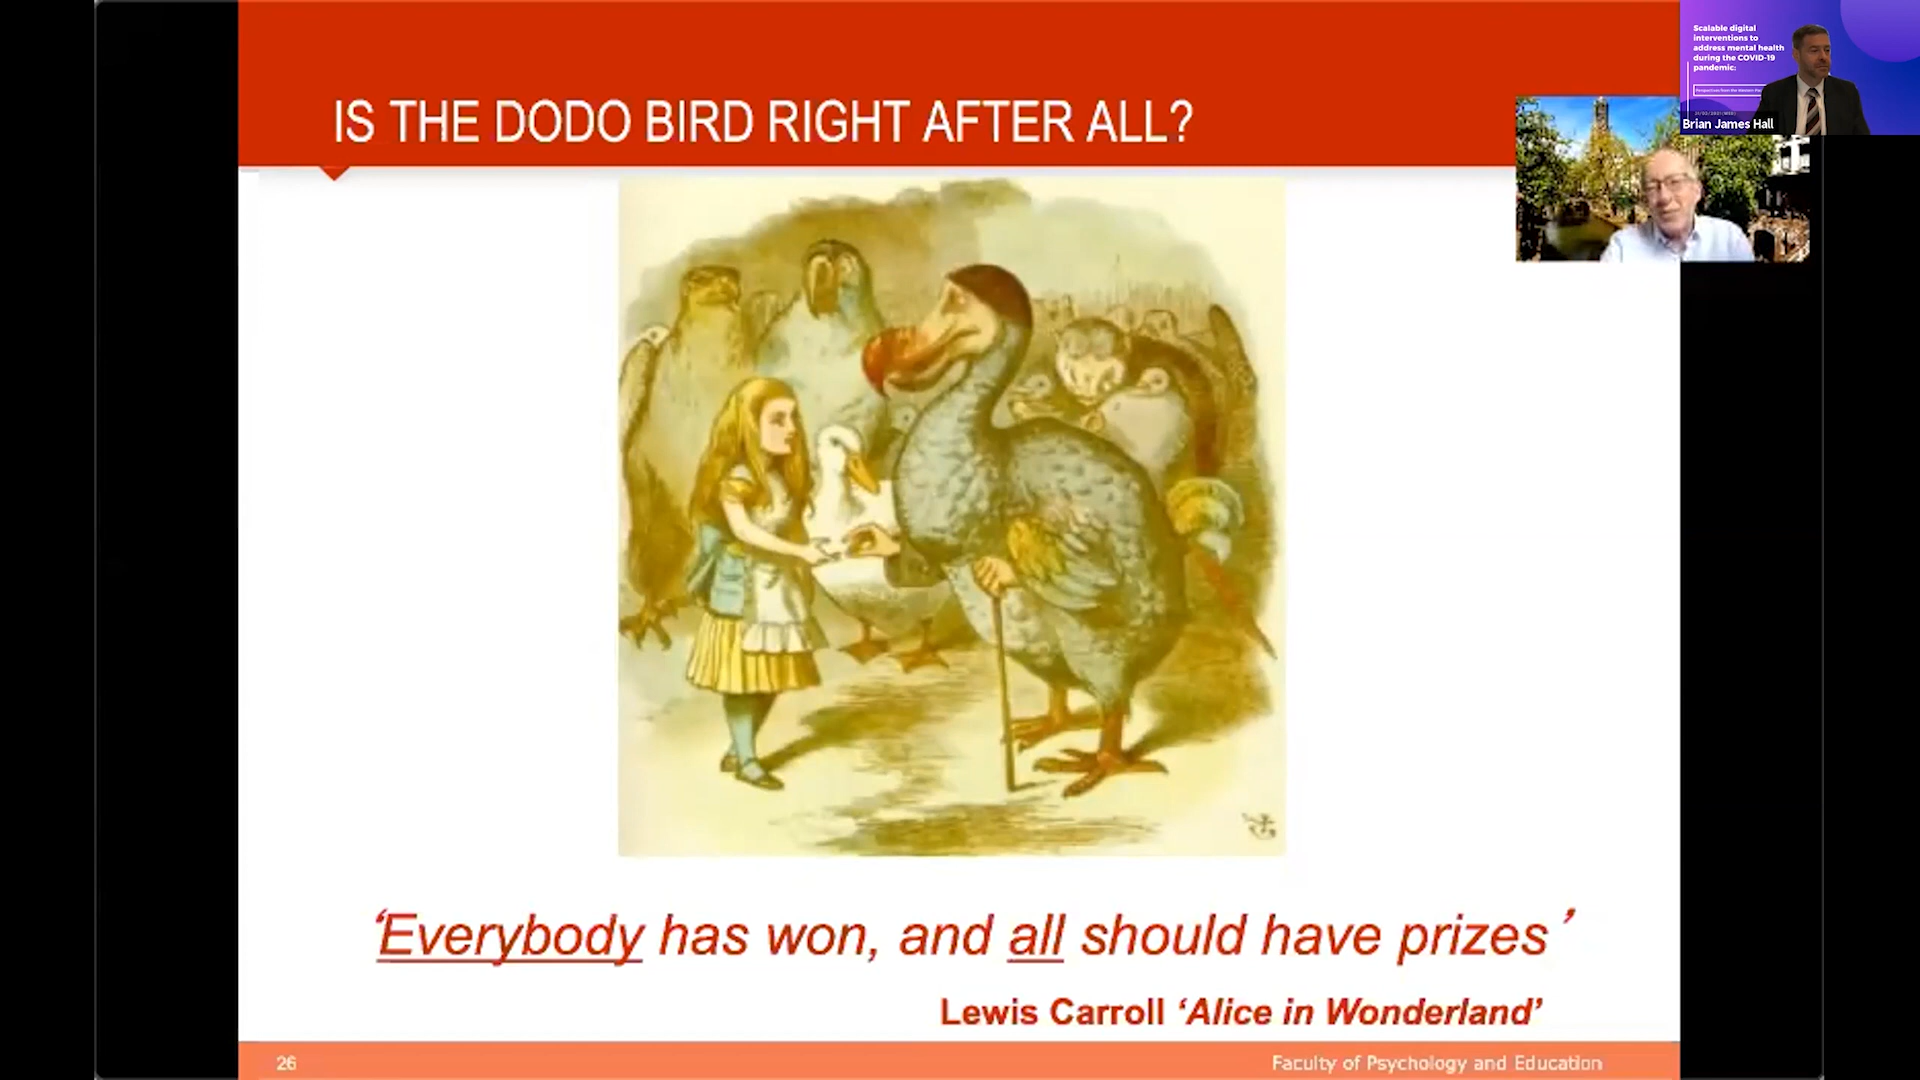 IS THE DODO BIRD RIGHT AFTER ALL?
Scalable digital
interventions to
address mental health
during the COVID-19
pandemic:
Brian James Hall
‘Everybody has won, and all should have prizes’
Lewis Carroll ‘Alice in Wonderland’
26
Faculty of Psychology and Education